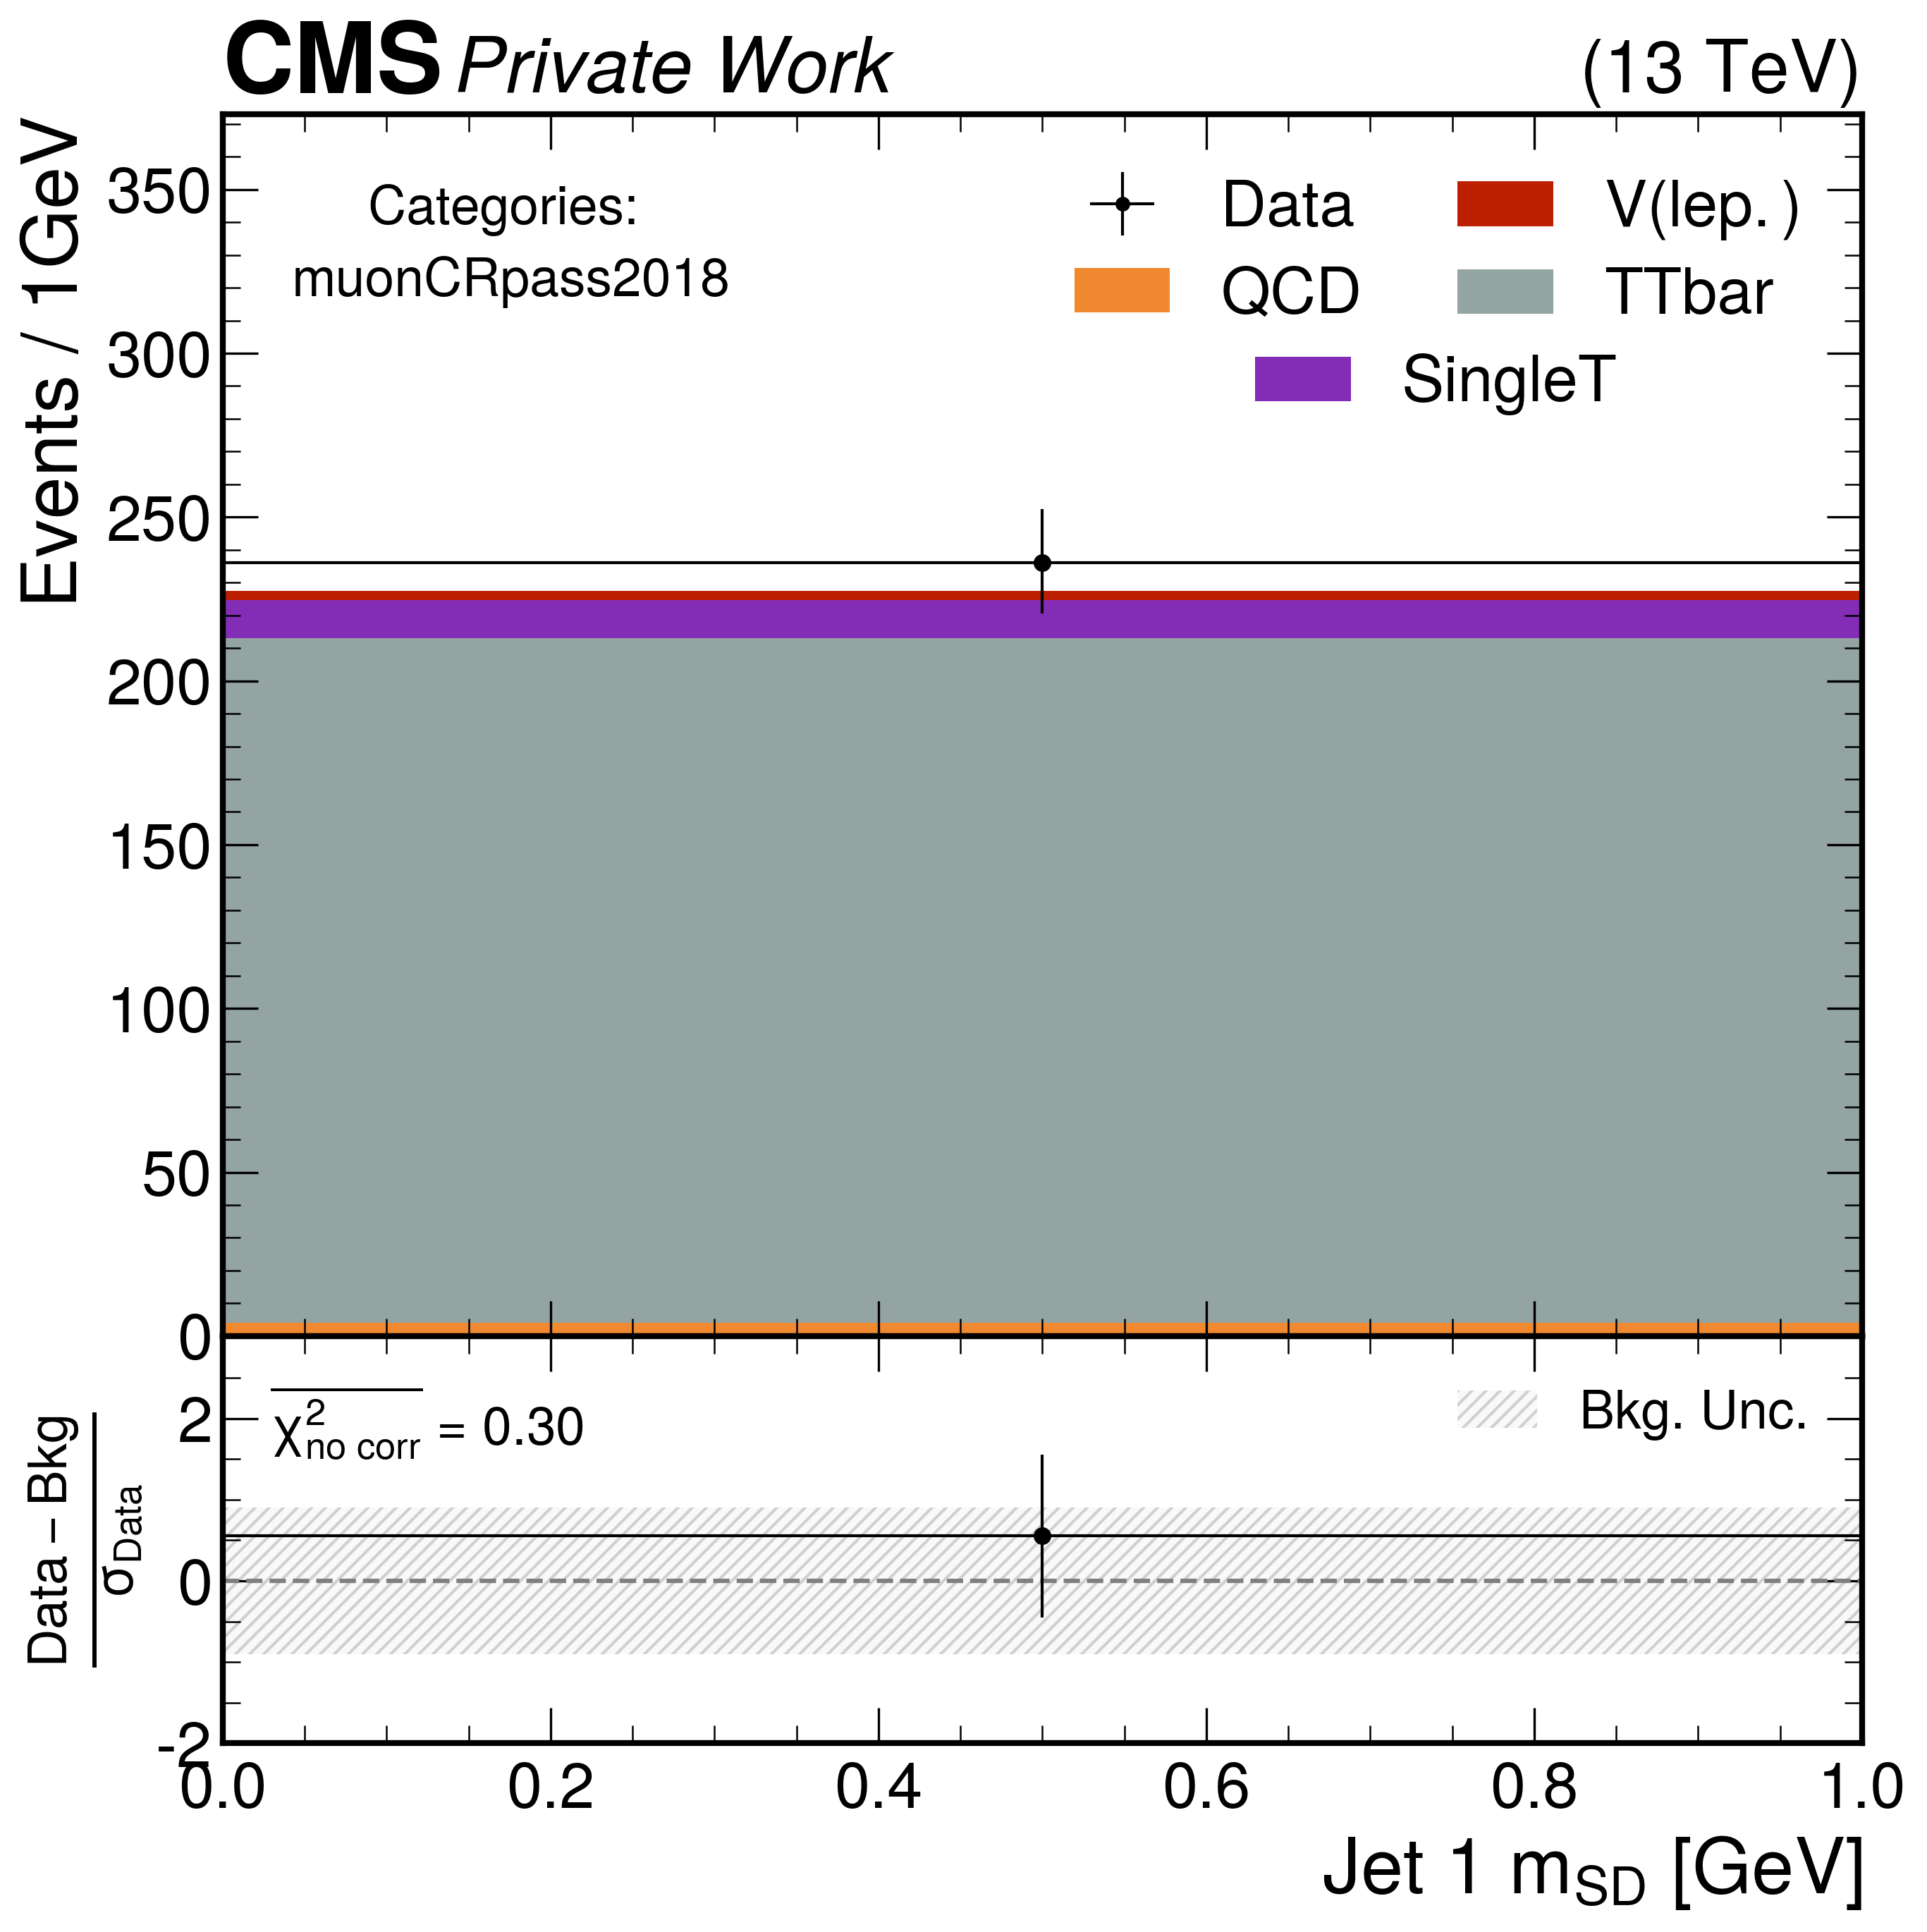 CMS Private Work (13 TeV)
Events / 1 GeV
350
300
250
200
150
100
50
0
Categories:
muonCRpass2018
Data
V(lep.)
QCD
TTbar
SingleT
Data – Bkg
σData
2
0
-2
χ²no corr = 0.30
Bkg. Unc.
0.0 0.2 0.4 0.6 0.8 1.0
Jet 1 mSD [GeV]